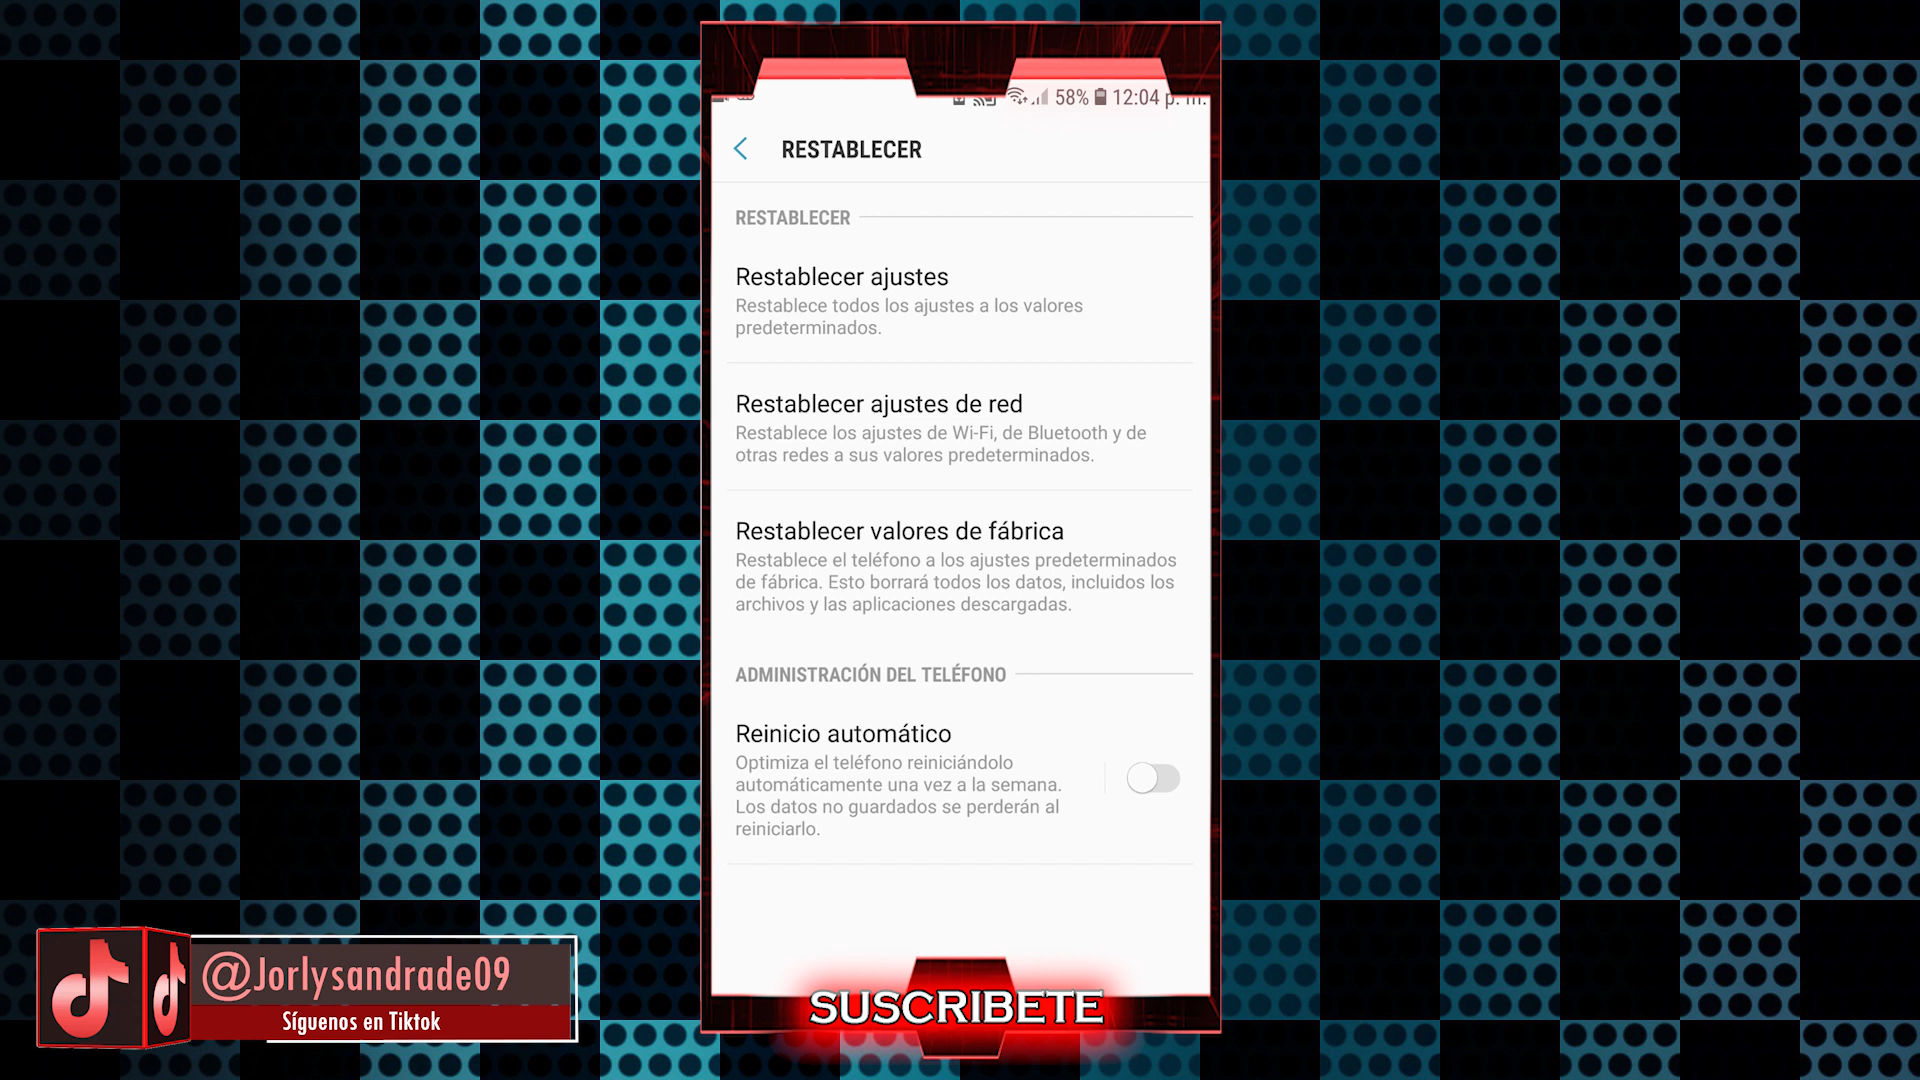 58% 12:04 p. m.
RESTABLECER
RESTABLECER
Restablecer ajustes
Restablece todos los ajustes a los valores
predeterminados.
Restablecer ajustes de red
Restablece los ajustes de Wi-Fi, de Bluetooth y de
otras redes a sus valores predeterminados.
Restablecer valores de fábrica
Restablece el teléfono a los ajustes predeterminados
de fábrica. Esto borrará todos los datos, incluidos los
archivos y las aplicaciones descargadas.
ADMINISTRACIÓN DEL TELÉFONO
Reinicio automático
Optimiza el teléfono reiniciándolo
automáticamente una vez a la semana.
Los datos no guardados se perderán al
reiniciarlo.
@Jorlysandrade09
Síguenos en Tiktok
SUSCRIBETE